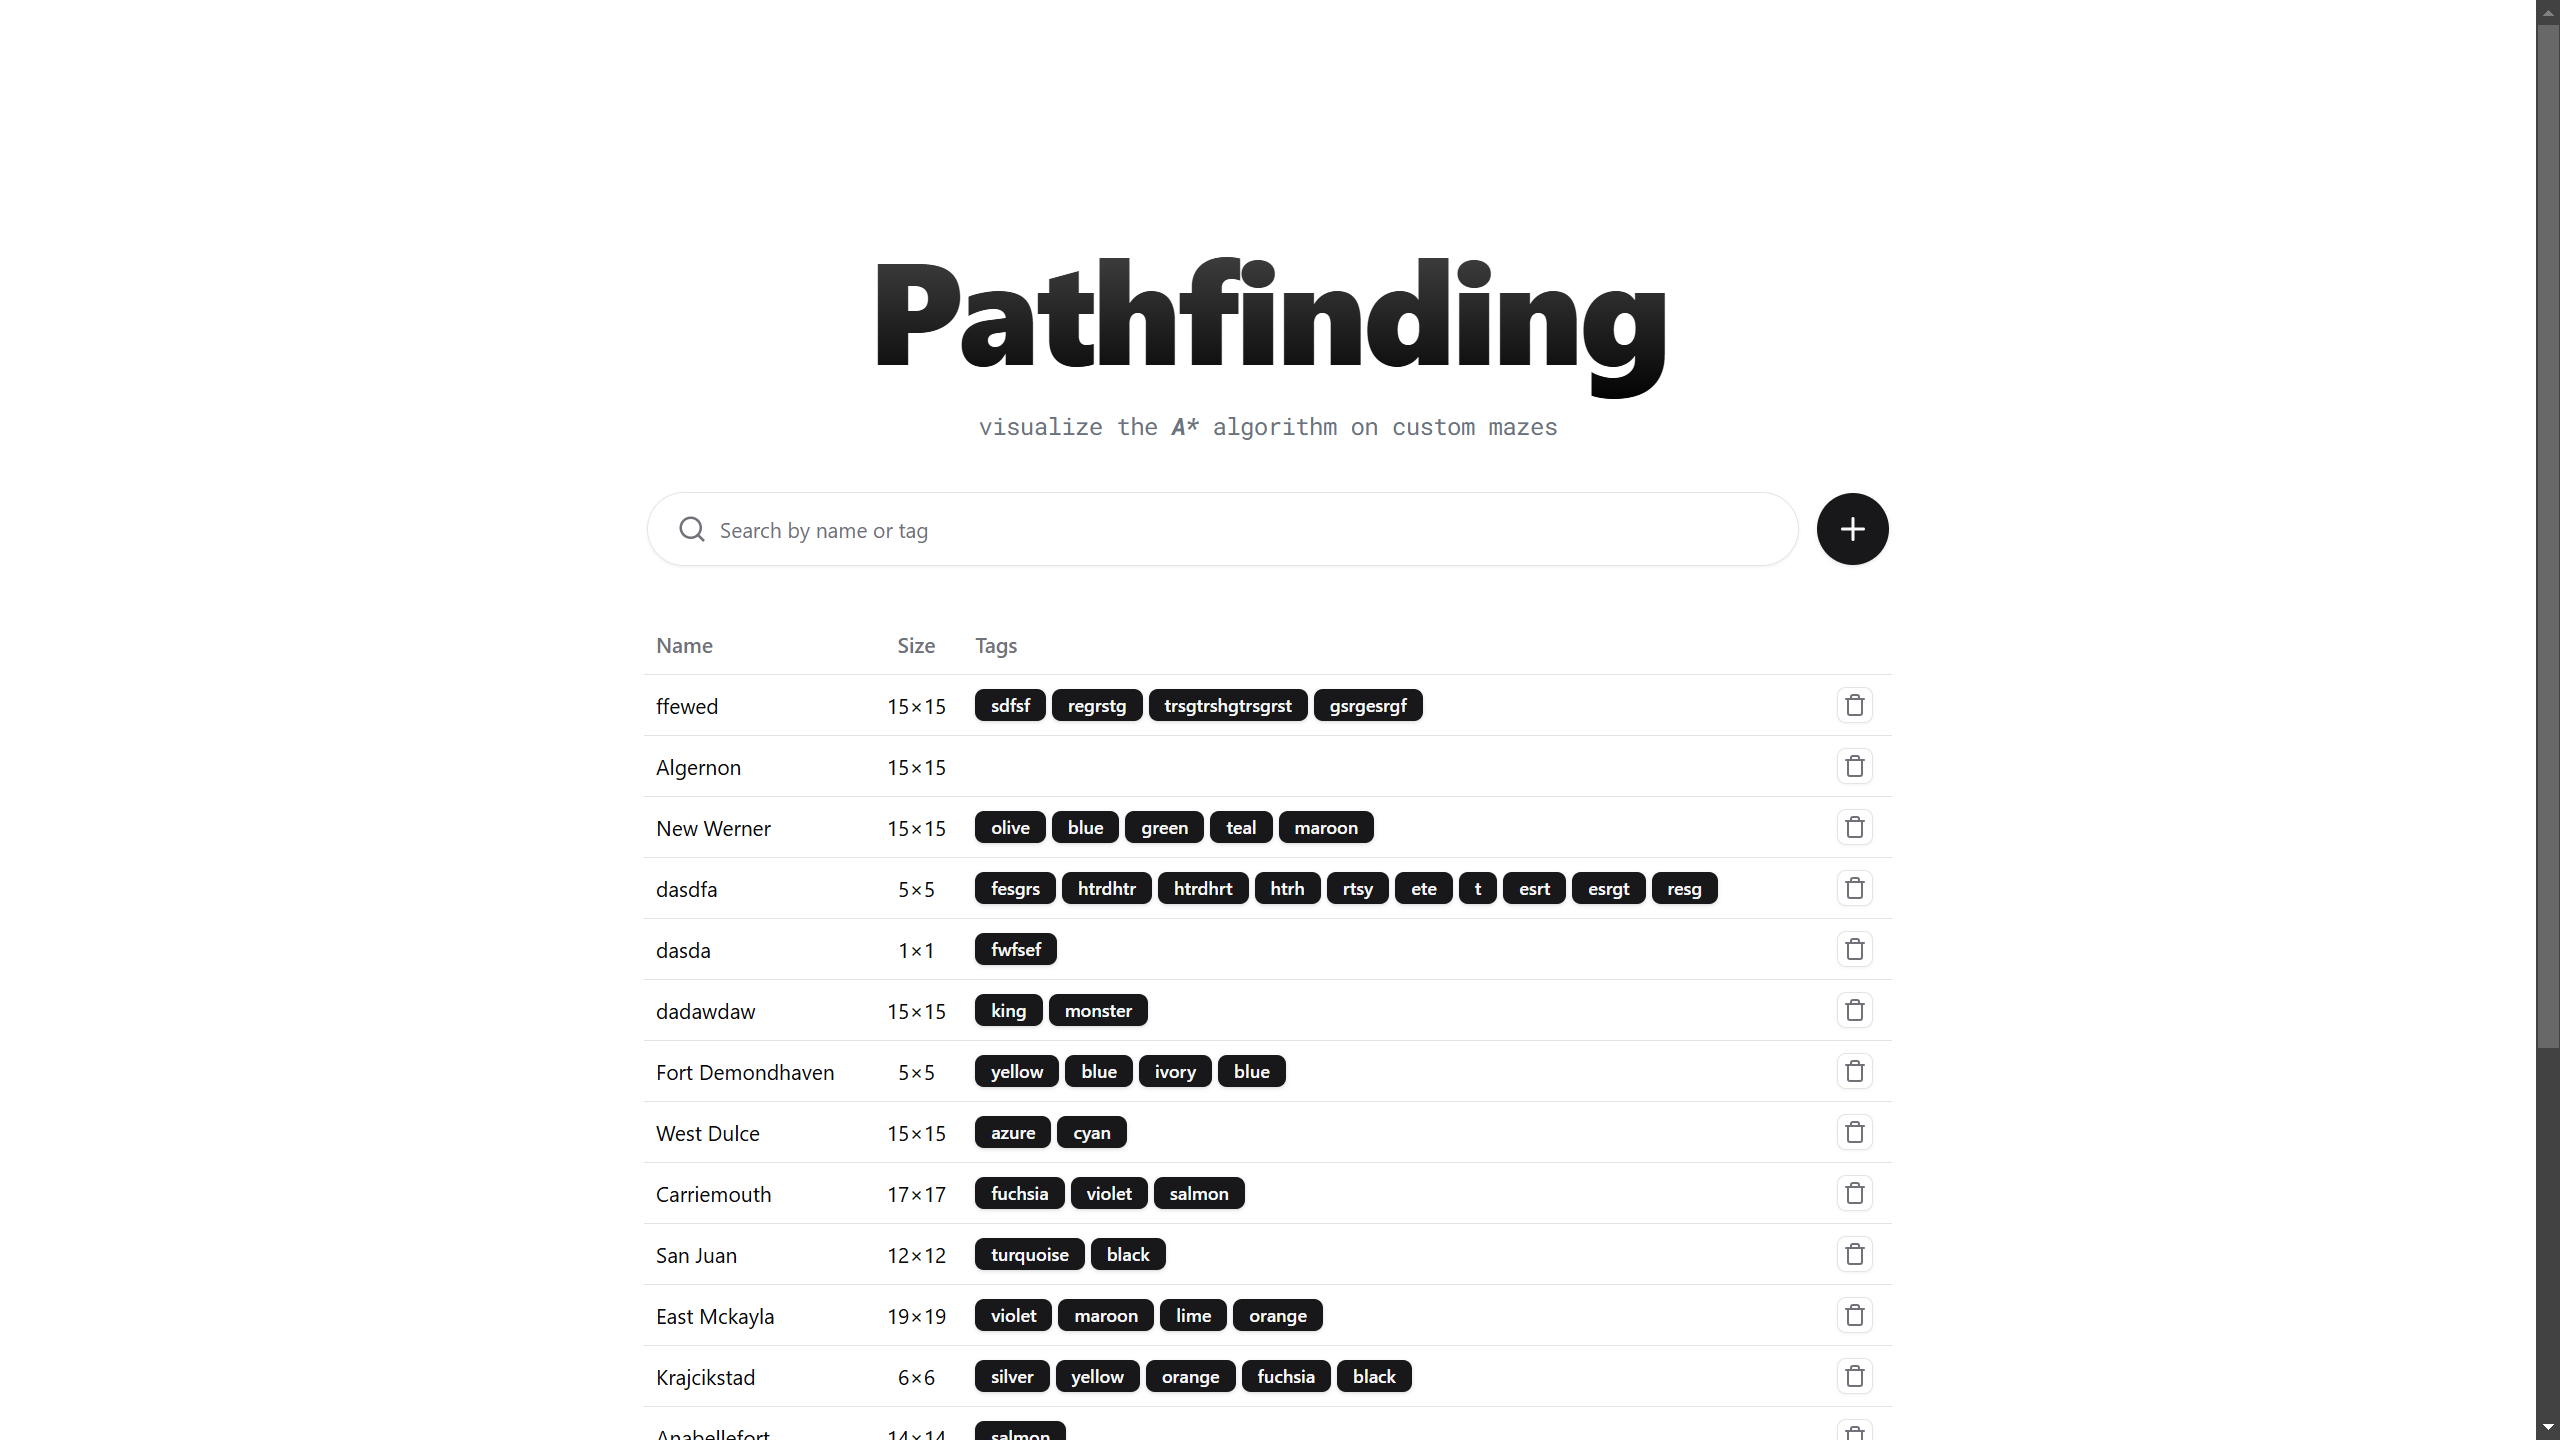 Pathfinding
visualize the A* algorithm on custom mazes
Search by name or tag
Name Size Tags
ffewed 15×15 sdfsf regrstg trsgtrshgtrsgrst gsrgesrgf
Algernon 15×15
New Werner 15×15 olive blue green teal maroon
dasdfa 5×5 fesgrs htrdhtr htrdhrt htrh rtsy ete t esrt esrgt resg
dasda 1×1 fwfsef
dadawdaw 15×15 king monster
Fort Demondhaven 5×5 yellow blue ivory blue
West Dulce 15×15 azure cyan
Carriemouth 17×17 fuchsia violet salmon
San Juan 12×12 turquoise black
East Mckayla 19×19 violet maroon lime orange
Krajcikstad 6×6 silver yellow orange fuchsia black
Anabellefort 14×14 salmon